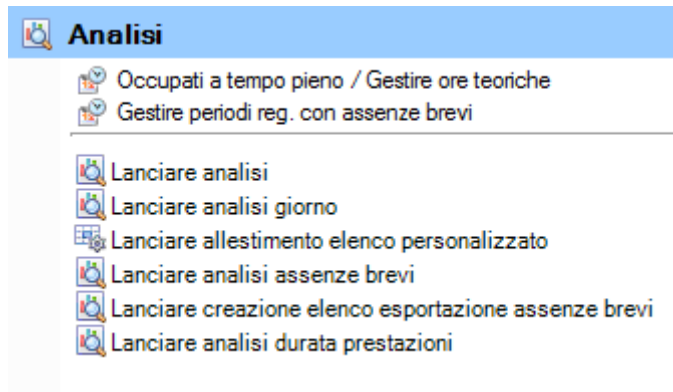 Analisi
Occupati a tempo pieno / Gestire ore teoriche
Gestire periodi reg. con assenze brevi
Lanciare analisi
Lanciare analisi giorno
Lanciare allestimento elenco personalizzato
Lanciare analisi assenze brevi
Lanciare creazione elenco esportazione assenze brevi
Lanciare analisi durata prestazioni